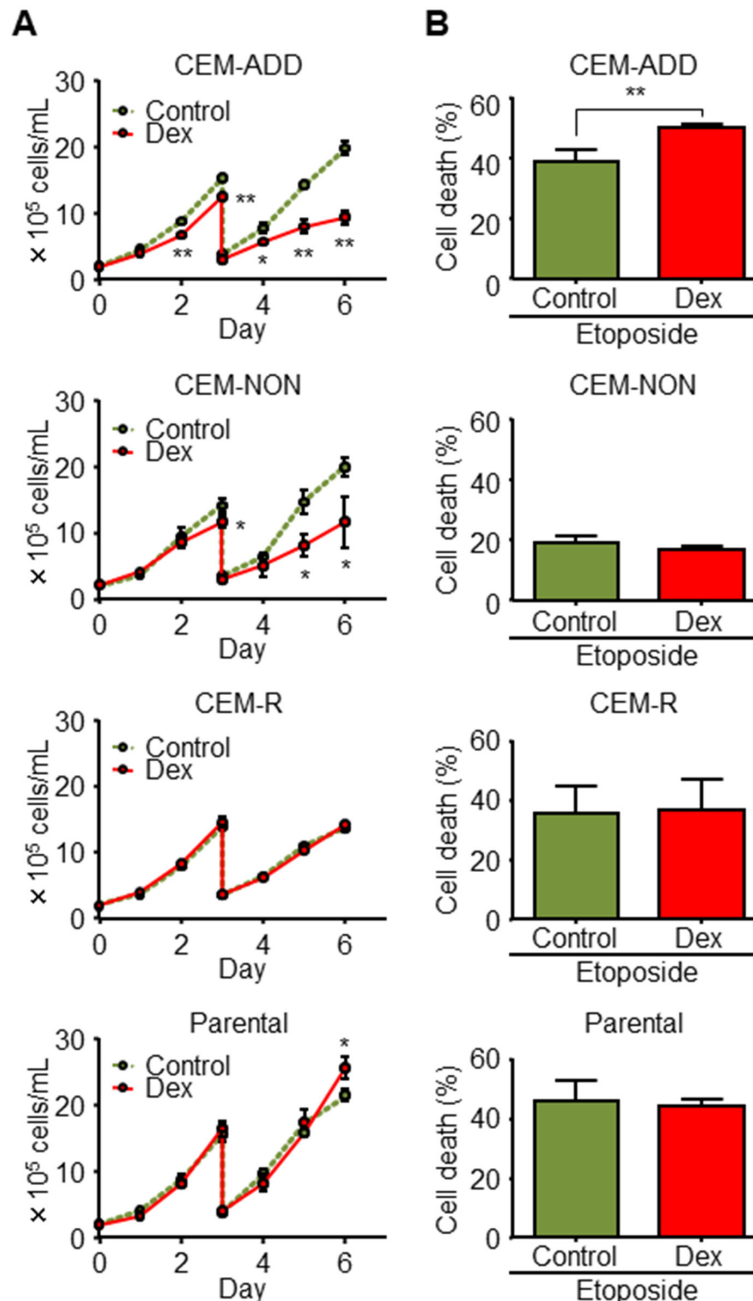 A
B
CEM-ADD
30
20
10
0
× 10⁵ cells/mL
Control
Dex
**
**
*
**
**
0 2 4 6
Day
CEM-ADD
60
40
20
0
Cell death (%)
**
Control Dex
Etoposide
CEM-NON
30
20
10
0
× 10⁵ cells/mL
Control
Dex
*
*
*
0 2 4 6
Day
CEM-NON
60
40
20
0
Cell death (%)
Control Dex
Etoposide
CEM-R
30
20
10
0
× 10⁵ cells/mL
Control
Dex
0 2 4 6
Day
CEM-R
60
40
20
0
Cell death (%)
Control Dex
Etoposide
Parental
30
20
10
0
× 10⁵ cells/mL
Control
Dex
*
0 2 4 6
Day
Parental
60
40
20
0
Cell death (%)
Control Dex
Etoposide